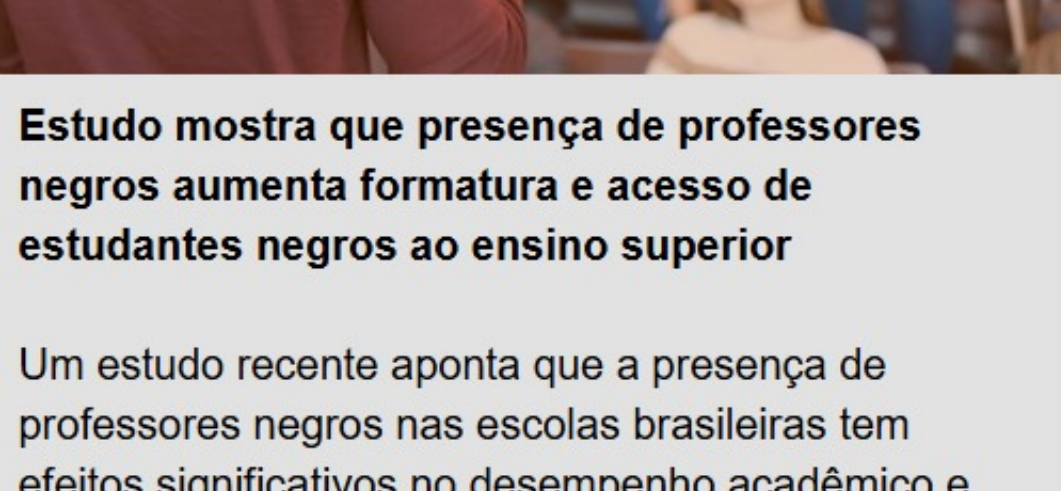 Estudo mostra que presença de professores
negros aumenta formatura e acesso de
estudantes negros ao ensino superior
Um estudo recente aponta que a presença de
professores negros nas escolas brasileiras tem
efeitos significativos no desempenho acadêmico e